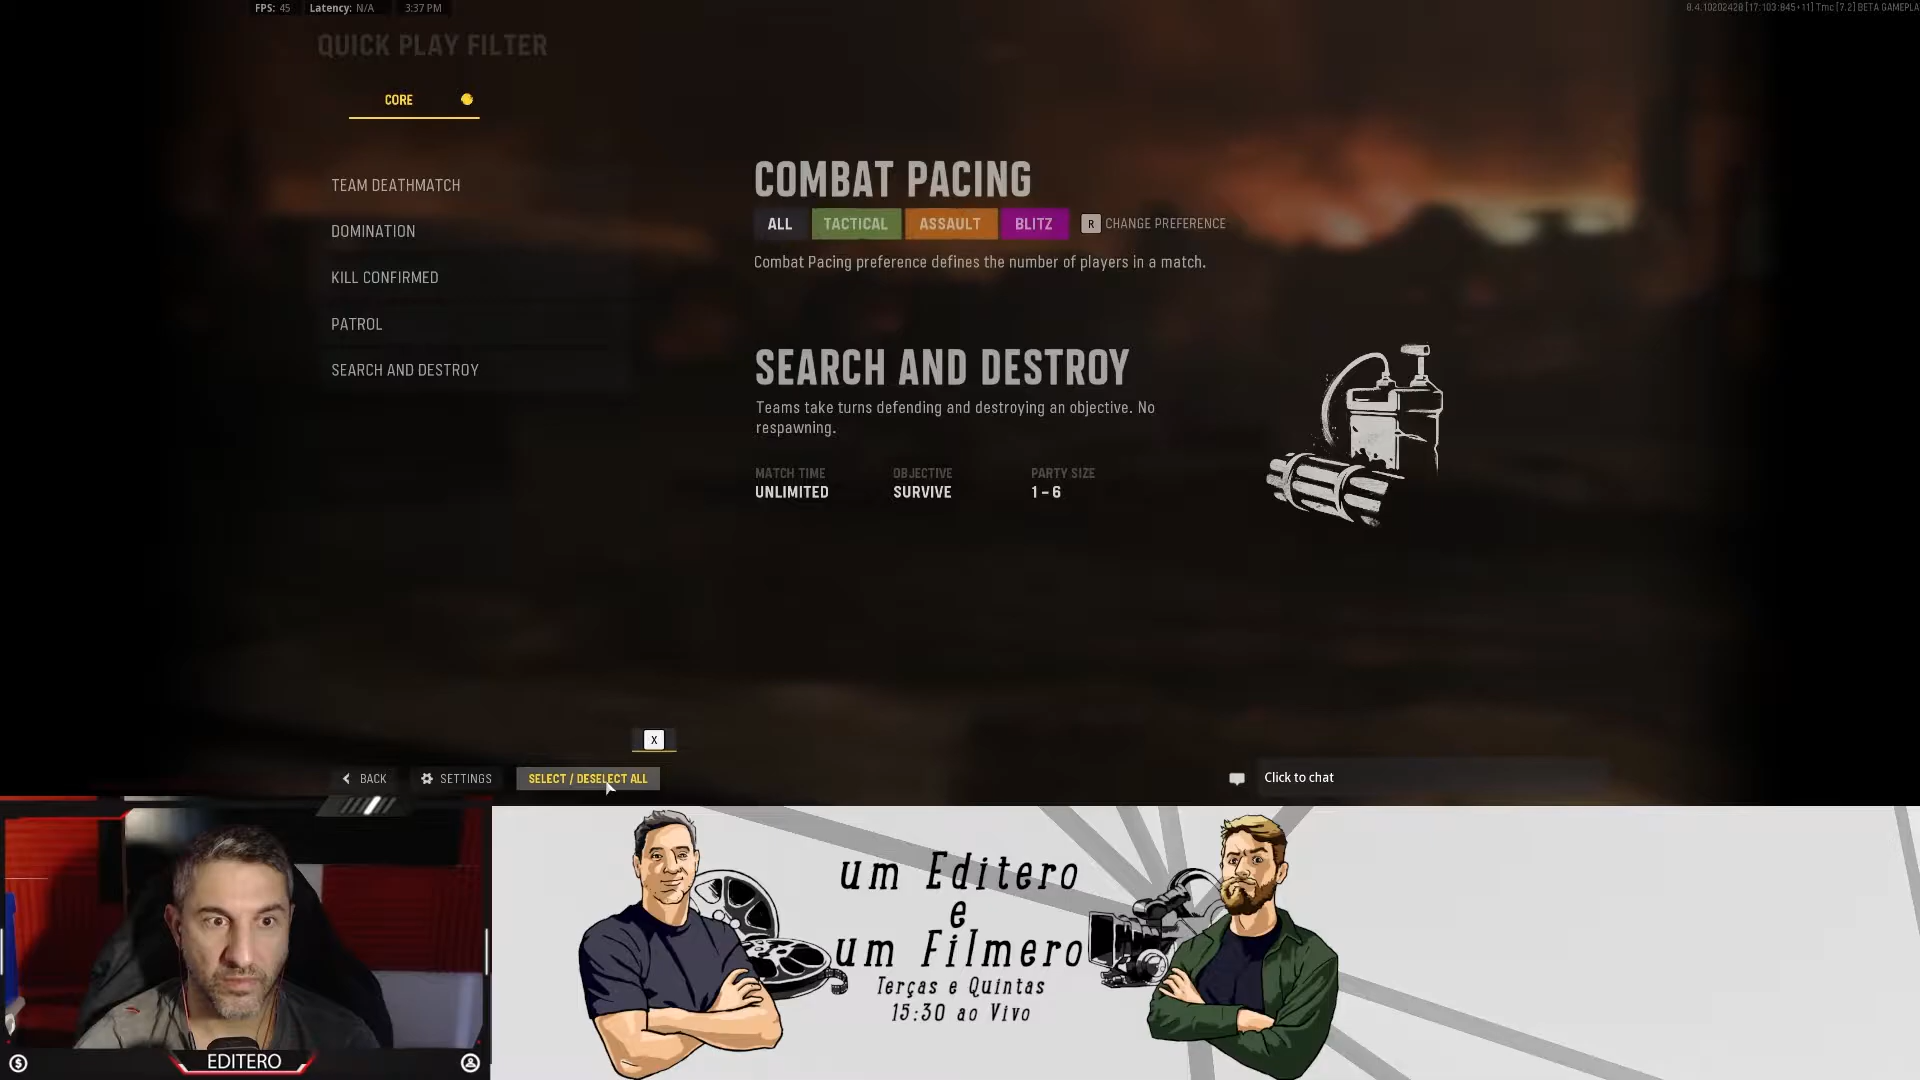 FPS: 45 Latency: N/A 3:37 PM
QUICK PLAY FILTER
CORE
TEAM DEATHMATCH
DOMINATION
KILL CONFIRMED
PATROL
SEARCH AND DESTROY
COMBAT PACING
ALL TACTICAL ASSAULT BLITZ R CHANGE PREFERENCE
Combat Pacing preference defines the number of players in a match.
SEARCH AND DESTROY
Teams take turns defending and destroying an objective. No
respawning.
MATCH TIME OBJECTIVE PARTY SIZE
UNLIMITED SURVIVE 1 - 6
X
BACK SETTINGS SELECT / DESELECT ALL
Click to chat
um Editero
e
um Filmero
Terças e Quintas
15:30 ao Vivo
$ EDITERO